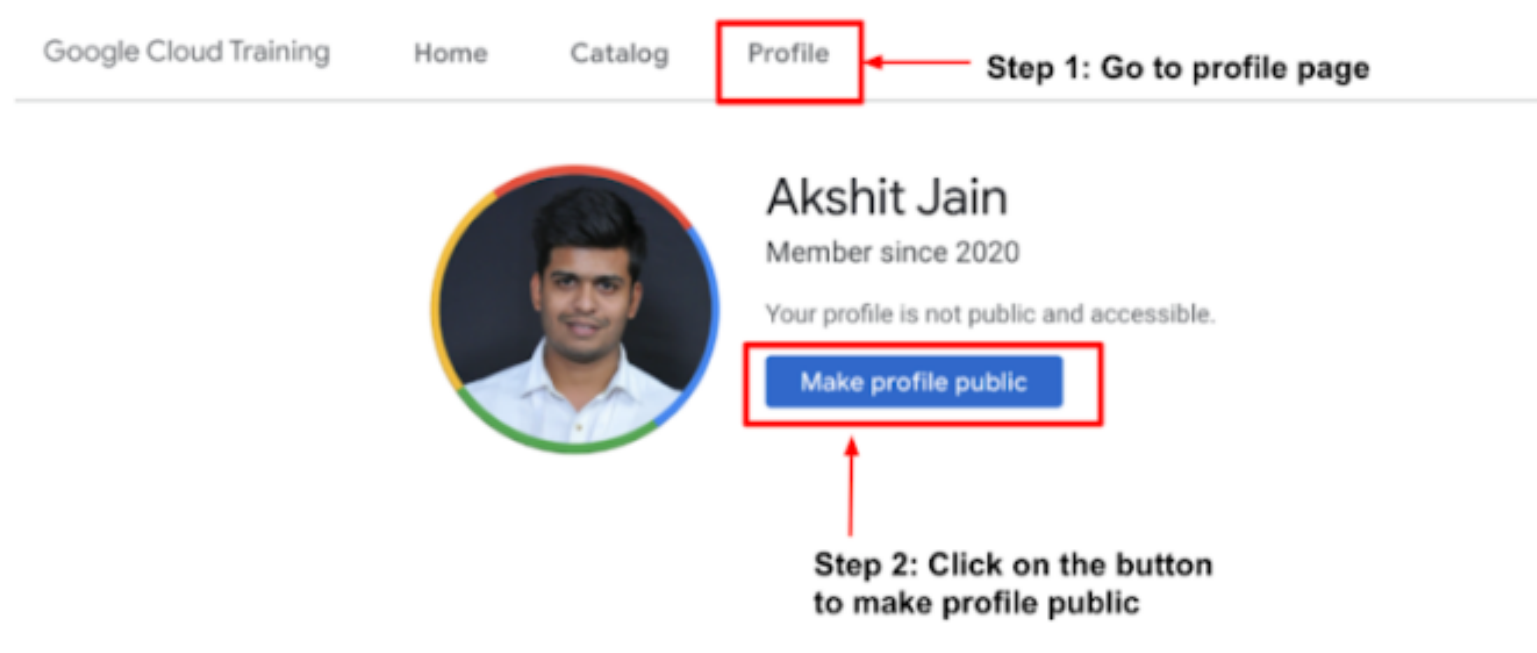 Google Cloud Training Home Catalog Profile Step 1: Go to profile page
Akshit Jain
Member since 2020
Your profile is not public and accessible.
Make profile public
Step 2: Click on the button
to make profile public